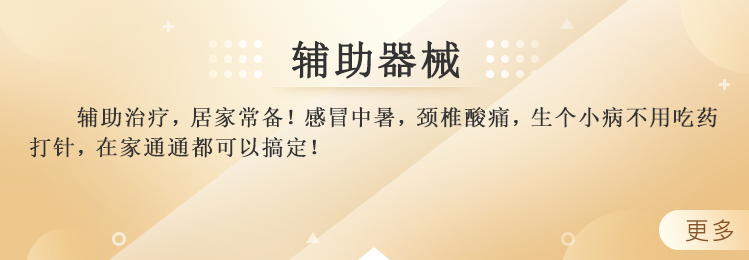 辅助器械
辅助治疗，居家常备！感冒中暑，颈椎酸痛，生个小病不用吃药
打针，在家通通都可以搞定！
更多